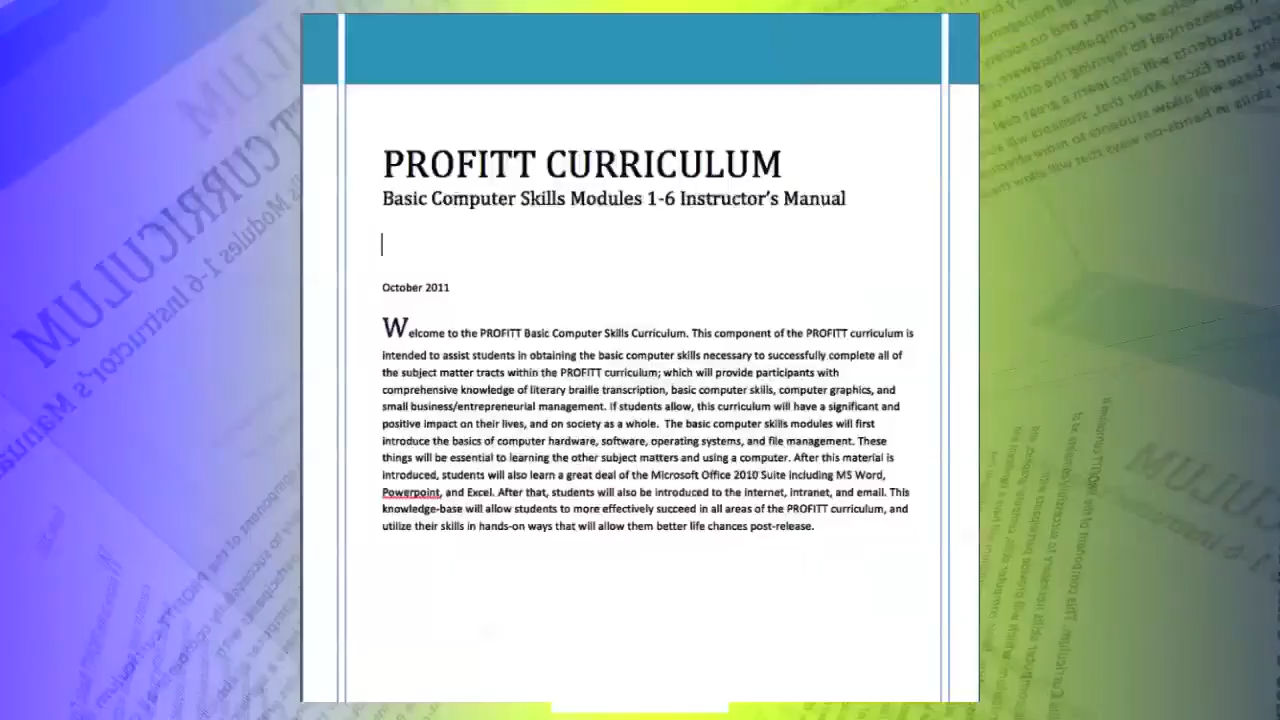 PROFITT CURRICULUM
Basic Computer Skills Modules 1-6 Instructor's Manual
October 2011
Welcome to the PROFITT Basic Computer Skills Curriculum. This component of the PROFITT curriculum is
intended to assist students in obtaining the basic computer skills necessary to successfully complete all of
the subject matter tracts within the PROFITT curriculum; which will provide participants with
comprehensive knowledge of literary braille transcription, basic computer skills, computer graphics, and
small business/entrepreneurial management. If students allow, this curriculum will have a significant and
positive impact on their lives, and on society as a whole. The basic computer skills modules will first
introduce the basics of computer hardware, software, operating systems, and file management. These
things will be essential to learning the other subject matters and using a computer. After this material is
introduced, students will also learn a great deal of the Microsoft Office 2010 Suite including MS Word,
Powerpoint, and Excel. After that, students will also be introduced to the internet, intranet, and email. This
knowledge-base will allow students to more effectively succeed in all areas of the PROFITT curriculum, and
utilize their skills in hands-on ways that will allow them better life chances post-release.